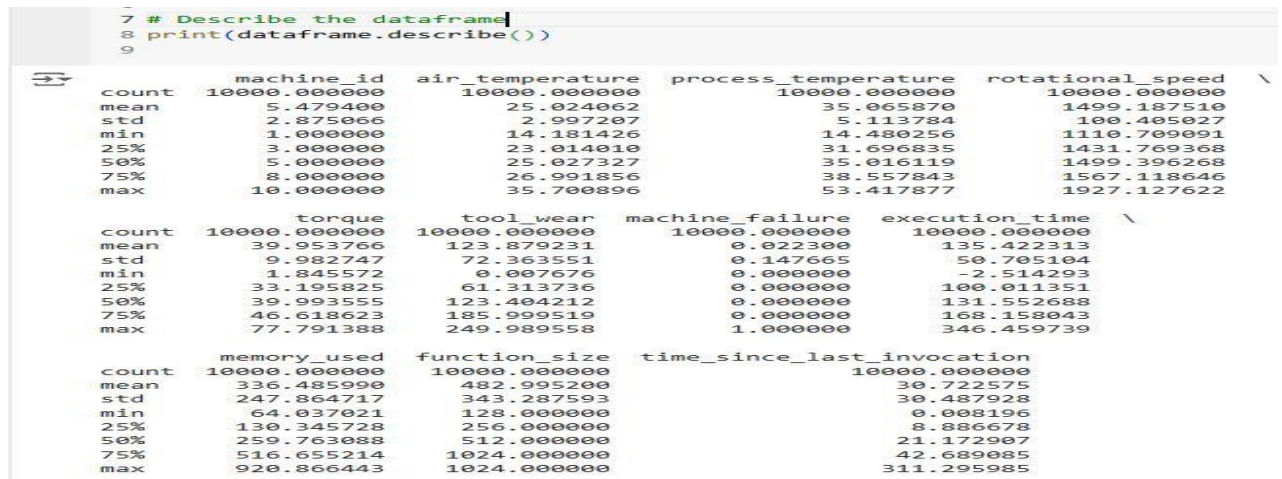 7 # Describe the dataframe
8 print(dataframe.describe())
9
machine_id air_temperature process_temperature rotational_speed \
count 10000.000000 10000.000000 10000.000000 10000.000000
mean 5.479400 25.024062 35.065870 1499.187510
std 2.875066 2.997207 5.113784 100.405027
min 1.000000 14.181426 14.480256 1110.709091
25% 3.000000 23.014010 31.696835 1431.769368
50% 5.000000 25.027327 35.016119 1499.396268
75% 8.000000 26.991856 38.557843 1567.118646
max 10.000000 35.700896 53.417877 1927.127622
torque tool_wear machine_failure execution_time \
count 10000.000000 10000.000000 10000.000000 10000.000000
mean 39.953766 123.879231 0.022300 135.422313
std 9.982747 72.363551 0.147665 50.705104
min 1.845572 0.007676 0.000000 -2.514293
25% 33.195825 61.313736 0.000000 100.011351
50% 39.993555 123.404212 0.000000 131.552688
75% 46.618623 185.999519 0.000000 168.158043
max 77.791388 249.989558 1.000000 346.459739
memory_used function_size time_since_last_invocation
count 10000.000000 10000.000000 10000.000000
mean 336.485990 482.995200 30.722575
std 247.864717 343.287593 30.487928
min 64.037021 128.000000 0.008196
25% 130.345728 256.000000 8.886678
50% 259.763088 512.000000 21.172907
75% 516.655214 1024.000000 42.689085
max 920.866443 1024.000000 311.295985